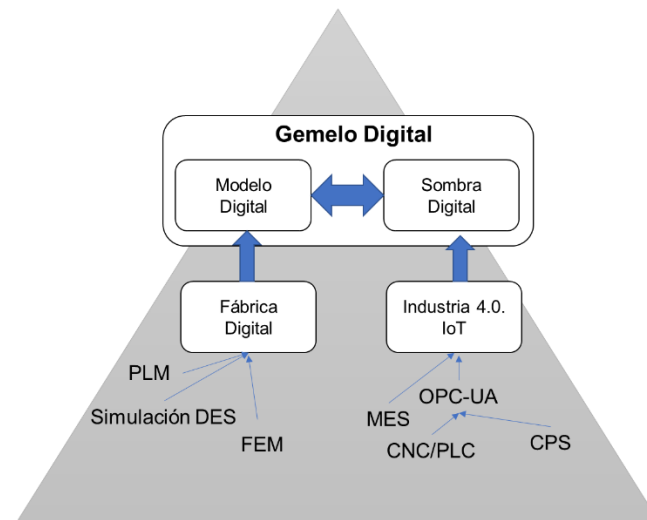 Gemelo Digital
Modelo
Digital
Sombra
Digital
Fábrica
Digital
Industria 4.0.
IoT
PLM
Simulación DES
FEM
OPC-UA
MES
CNC/PLC
CPS